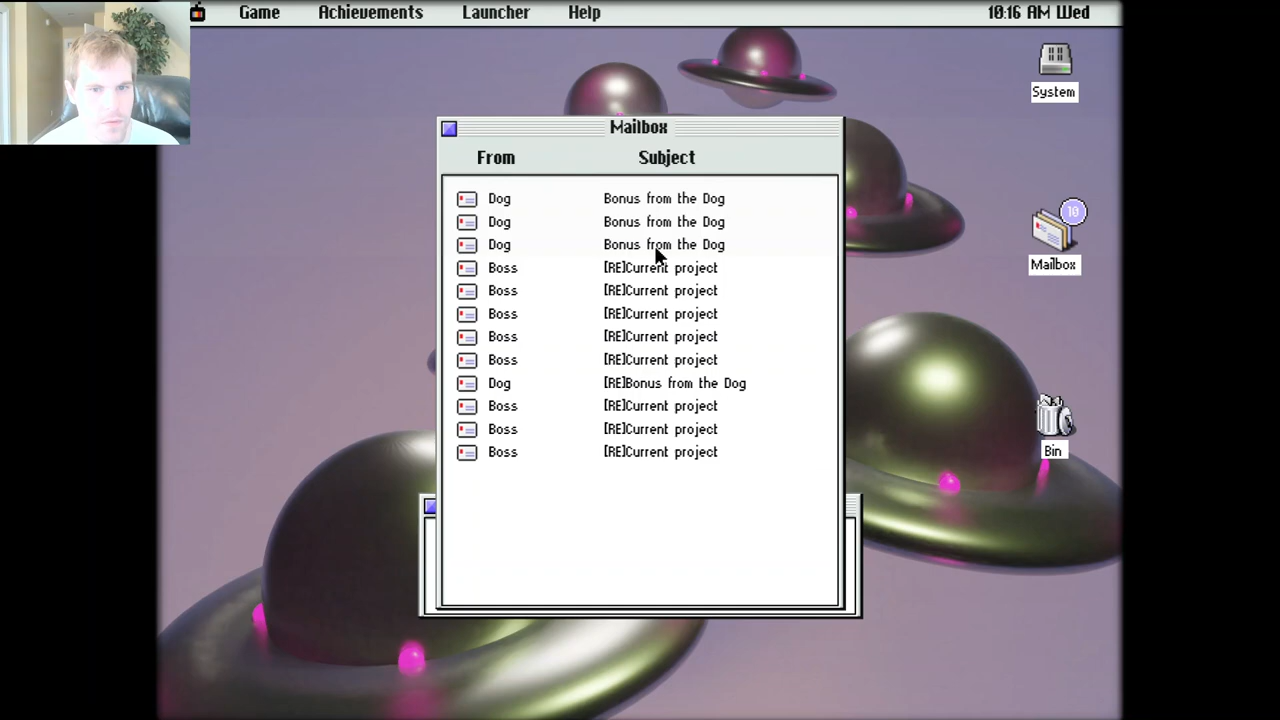 Game Achievements Launcher Help 10:16 AM Wed
System
Mailbox
From Subject
Dog Bonus from the Dog
Dog Bonus from the Dog
Dog Bonus from the Dog
Boss [RE]Current project
Boss [RE]Current project
Boss [RE]Current project
Boss [RE]Current project
Boss [RE]Current project
Dog [RE]Bonus from the Dog
Boss [RE]Current project
Boss [RE]Current project
Boss [RE]Current project
10
Mailbox
Bin